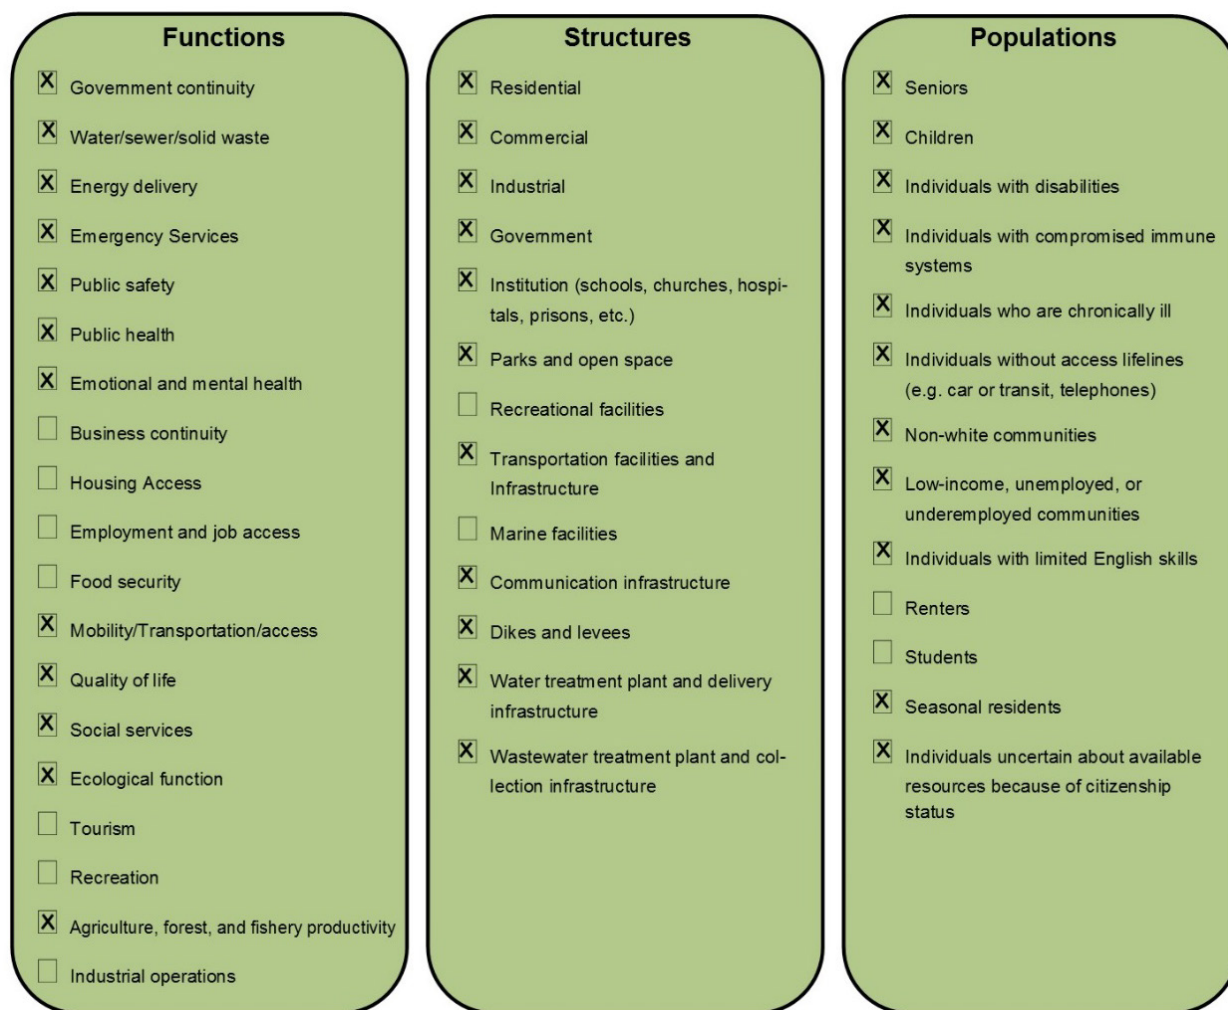 Functions
X Government continuity
X Water/sewer/solid waste
X Energy delivery
X Emergency Services
X Public safety
X Public health
X Emotional and mental health
Business continuity
Housing Access
Employment and job access
Food security
X Mobility/Transportation/access
X Quality of life
X Social services
X Ecological function
Tourism
Recreation
X Agriculture, forest, and fishery productivity
Industrial operations
Structures
X Residential
X Commercial
X Industrial
X Government
X Institution (schools, churches, hospi-
tals, prisons, etc.)
X Parks and open space
Recreational facilities
X Transportation facilities and
Infrastructure
Marine facilities
X Communication infrastructure
X Dikes and levees
X Water treatment plant and delivery
infrastructure
X Wastewater treatment plant and col-
lection infrastructure
Populations
X Seniors
X Children
X Individuals with disabilities
X Individuals with compromised immune
systems
X Individuals who are chronically ill
X Individuals without access lifelines
(e.g. car or transit, telephones)
X Non-white communities
X Low-income, unemployed, or
underemployed communities
X Individuals with limited English skills
Renters
Students
X Seasonal residents
X Individuals uncertain about available
resources because of citizenship
status